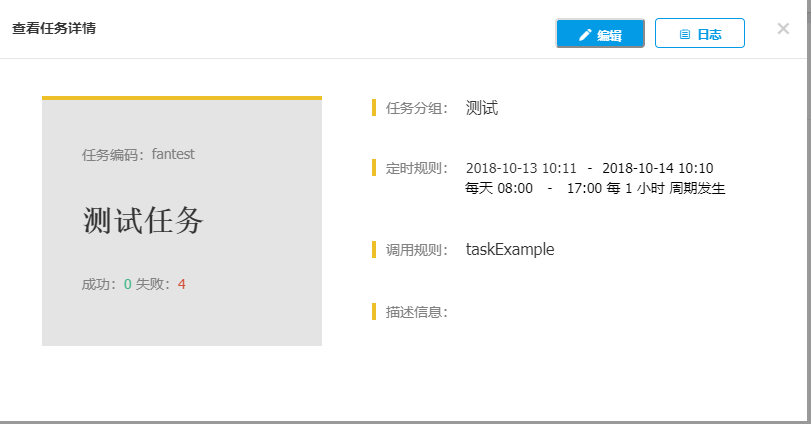 查看任务详情
编辑
日志
任务编码：fantest
测试任务
成功：0 失败：4
任务分组：测试
定时规则：2018-10-13 10:11 - 2018-10-14 10:10
每天 08:00 - 17:00 每 1 小时 周期发生
调用规则：taskExample
描述信息：